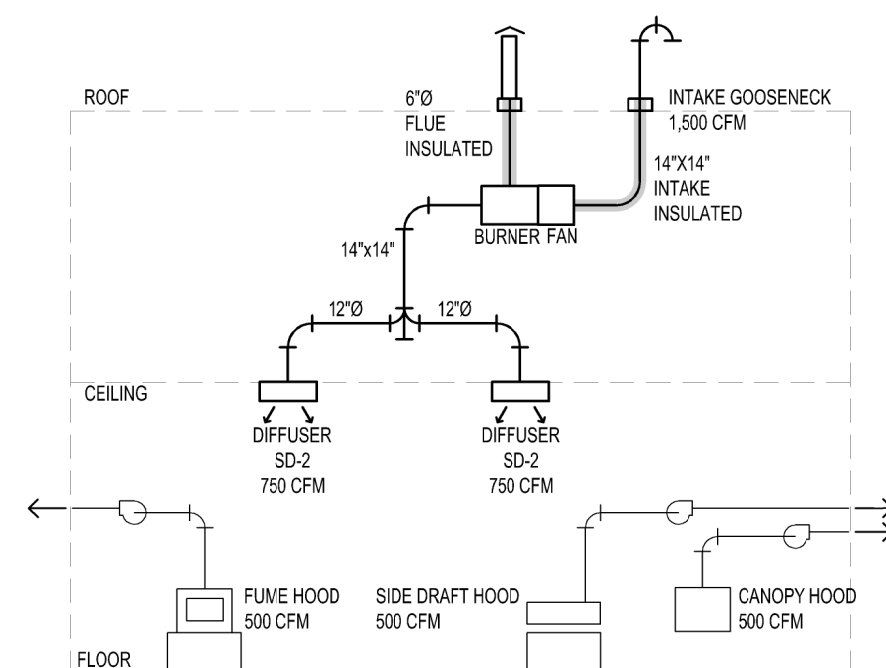 ROOF
6"Ø
FLUE
INSULATED
INTAKE GOOSENECK
1,500 CFM
14"X14"
INTAKE
INSULATED
BURNER FAN
14"x14"
12"Ø
12"Ø
CEILING
DIFFUSER
SD-2
750 CFM
DIFFUSER
SD-2
750 CFM
FUME HOOD
500 CFM
SIDE DRAFT HOOD
500 CFM
CANOPY HOOD
500 CFM
FLOOR